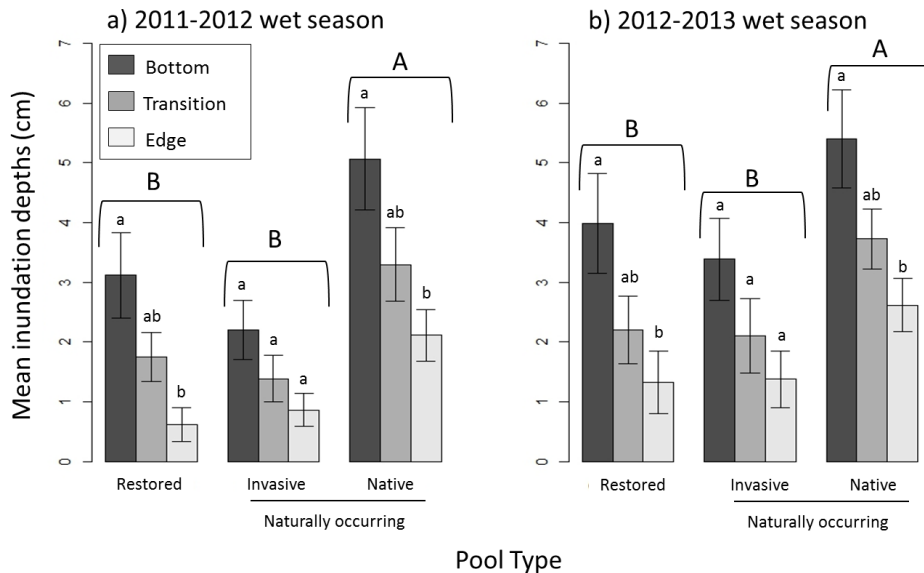 a) 2011-2012 wet season
b) 2012-2013 wet season
Mean inundation depths (cm)
0 1 2 3 4 5 6 7
Bottom
Transition
Edge
B
a
ab
b
B
a
a
a
A
a
ab
b
Restored
Invasive
Native
Naturally occurring
0 1 2 3 4 5 6 7
B
a
ab
b
B
a
a
a
A
a
ab
b
Restored
Invasive
Native
Naturally occurring
Pool Type